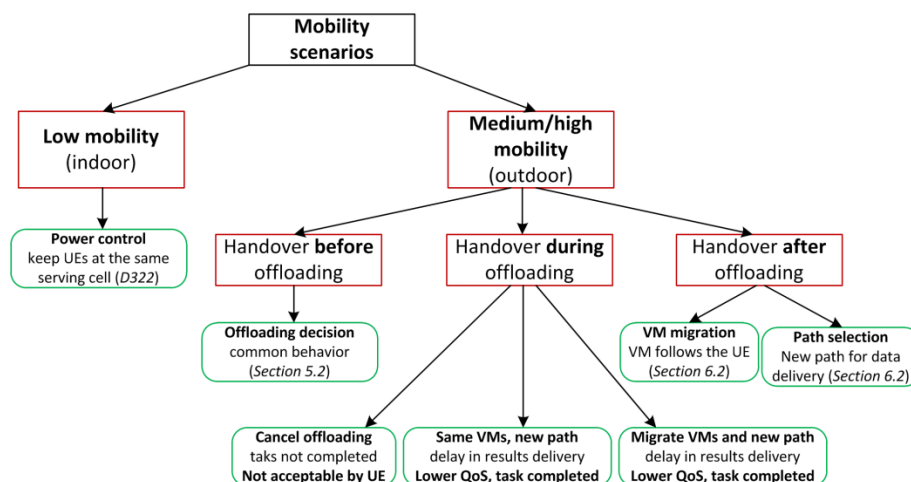 Mobility
scenarios
Low mobility
(indoor)
Medium/high
mobility
(outdoor)
Power control
keep UEs at the same
serving cell (D322)
Handover before
offloading
Handover during
offloading
Handover after
offloading
Offloading decision
common behavior
(Section 5.2)
VM migration
VM follows the UE
(Section 6.2)
Path selection
New path for data
delivery (Section 6.2)
Cancel offloading
taks not completed
Not acceptable by UE
Same VMs, new path
delay in results delivery
Lower QoS, task completed
Migrate VMs and new path
delay in results delivery
Lower QoS, task completed